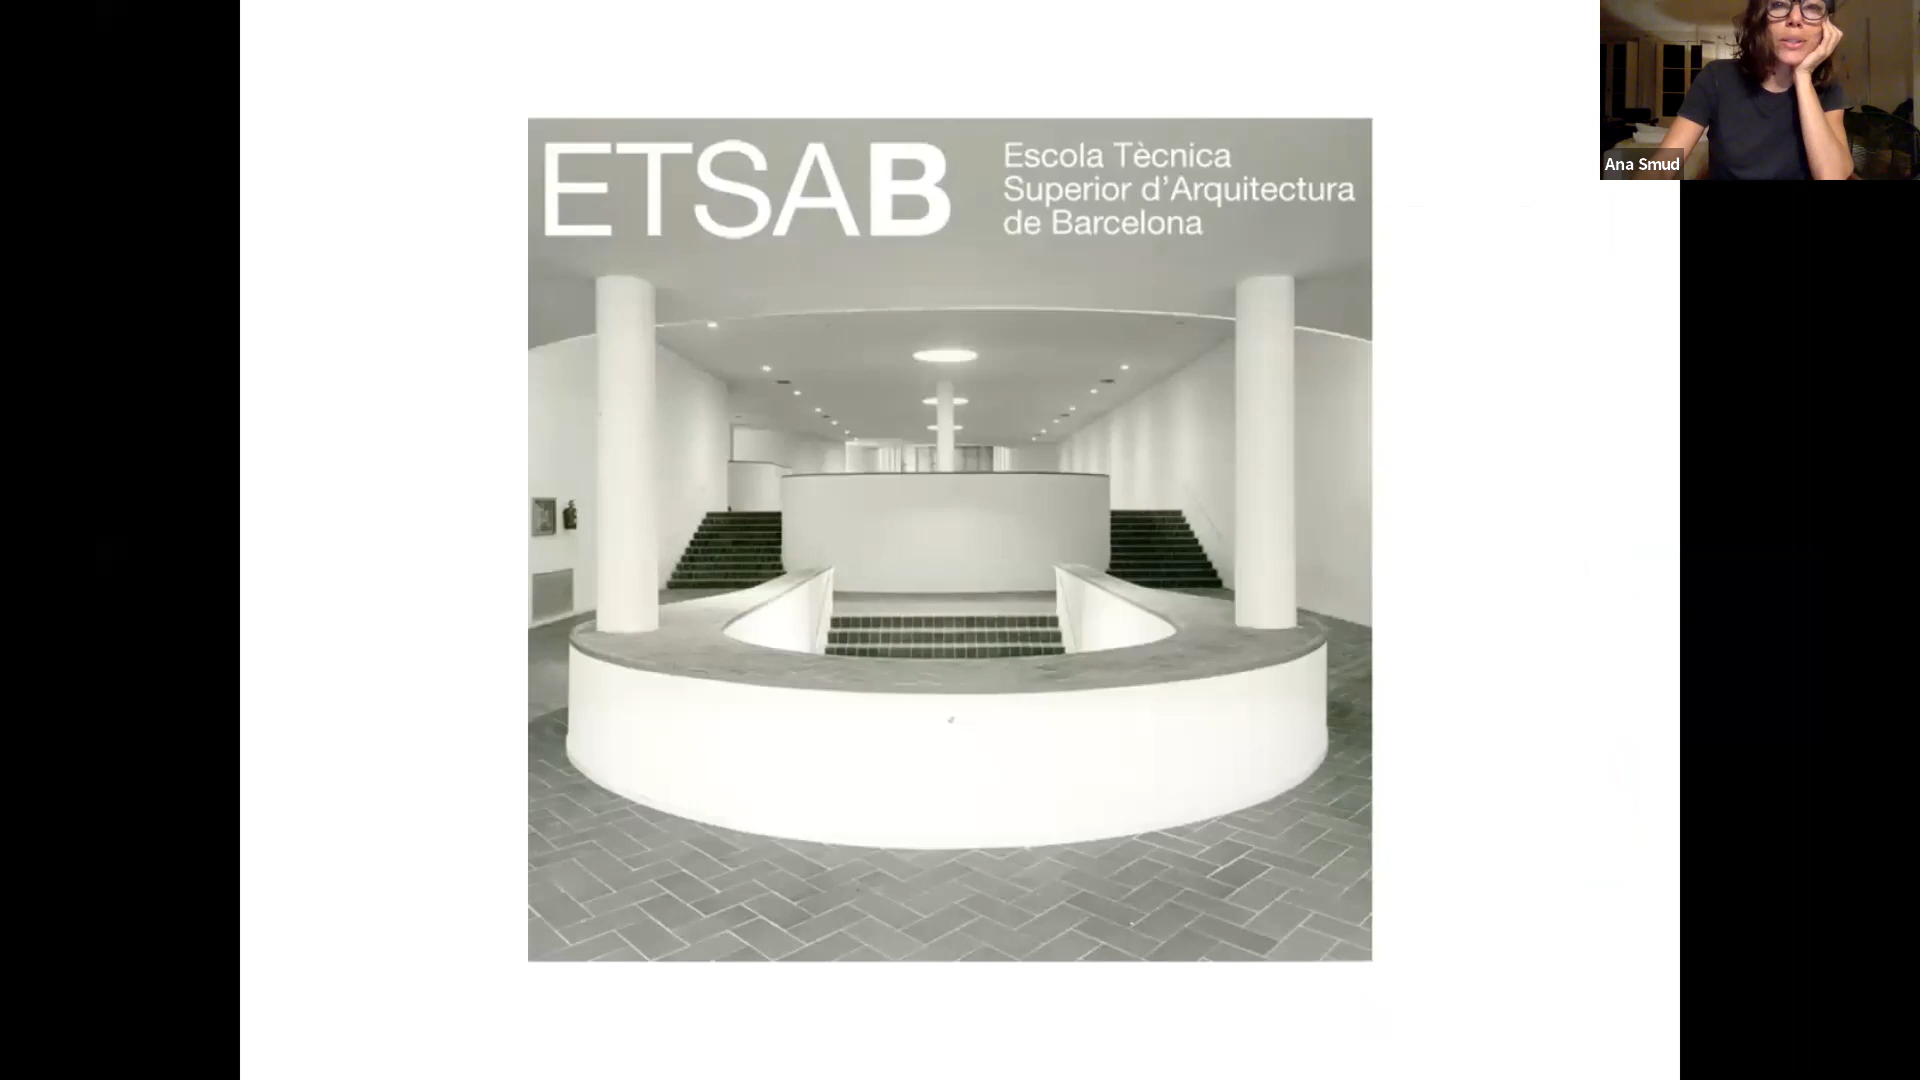 ETSAB
Escola Tècnica
Superior d’Arquitectura
de Barcelona
Ana Smud